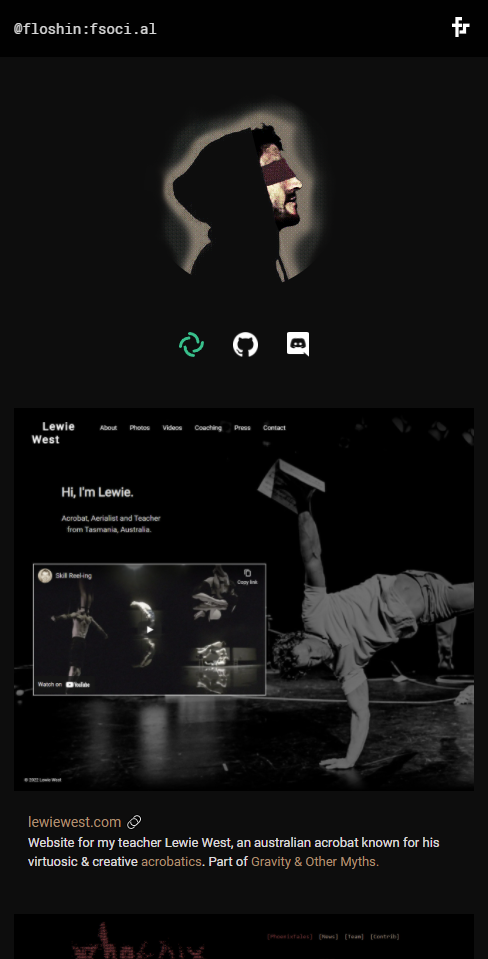 @floshin:fsoci.al
Lewie
West
About Photos Videos Coaching Press Contact
Hi, I'm Lewie.
Acrobat, Aerialist and Teacher
from Tasmania, Australia.
Skill Reel-ing
Copy link
Watch on YouTube
© 2022 Lewie West
lewiewest.com
Website for my teacher Lewie West, an australian acrobat known for his
virtuosic & creative acrobatics. Part of Gravity & Other Myths.
[PhoenixTales] [News] [Team] [Contrib]